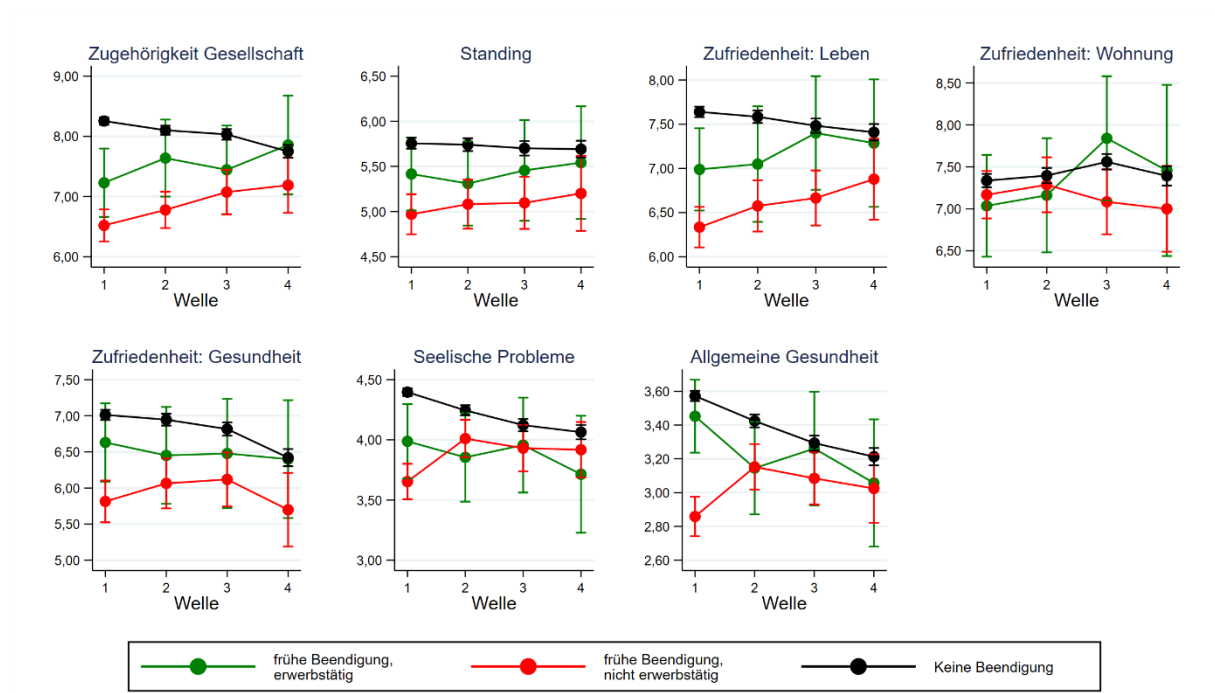 Zugehörigkeit Gesellschaft
9,00
8,00
7,00
6,00
1 2 3 4
Welle
Standing
6,50
6,00
5,50
5,00
4,50
1 2 3 4
Welle
Zufriedenheit: Leben
8,00
7,50
7,00
6,50
6,00
1 2 3 4
Welle
Zufriedenheit: Wohnung
8,50
8,00
7,50
7,00
6,50
1 2 3 4
Welle
Zufriedenheit: Gesundheit
7,50
7,00
6,50
6,00
5,50
5,00
1 2 3 4
Welle
Seelische Probleme
4,50
4,00
3,50
3,00
1 2 3 4
Welle
Allgemeine Gesundheit
3,60
3,40
3,20
3,00
2,80
2,60
1 2 3 4
Welle
frühe Beendigung,
erwerbstätig
frühe Beendigung,
nicht erwerbstätig
Keine Beendigung